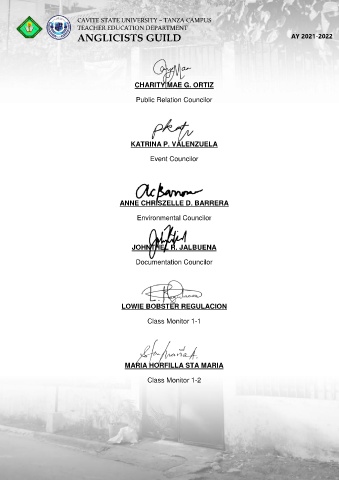 CAVITE STATE UNIVERSITY – TANZA CAMPUS
TEACHER EDUCATION DEPARTMENT
ANGLICISTS GUILD
AY 2021-2022
CHARITY MAE G. ORTIZ
Public Relation Councilor
KATRINA P. VALENZUELA
Event Councilor
ANNE CHRISZELLE D. BARRERA
Environmental Councilor
R. JALBUENA
Documentation Councilor
LOWIE BOBSTER REGULACION
Class Monitor 1-1
MARIA HORFILLA STA MARIA
Class Monitor 1-2